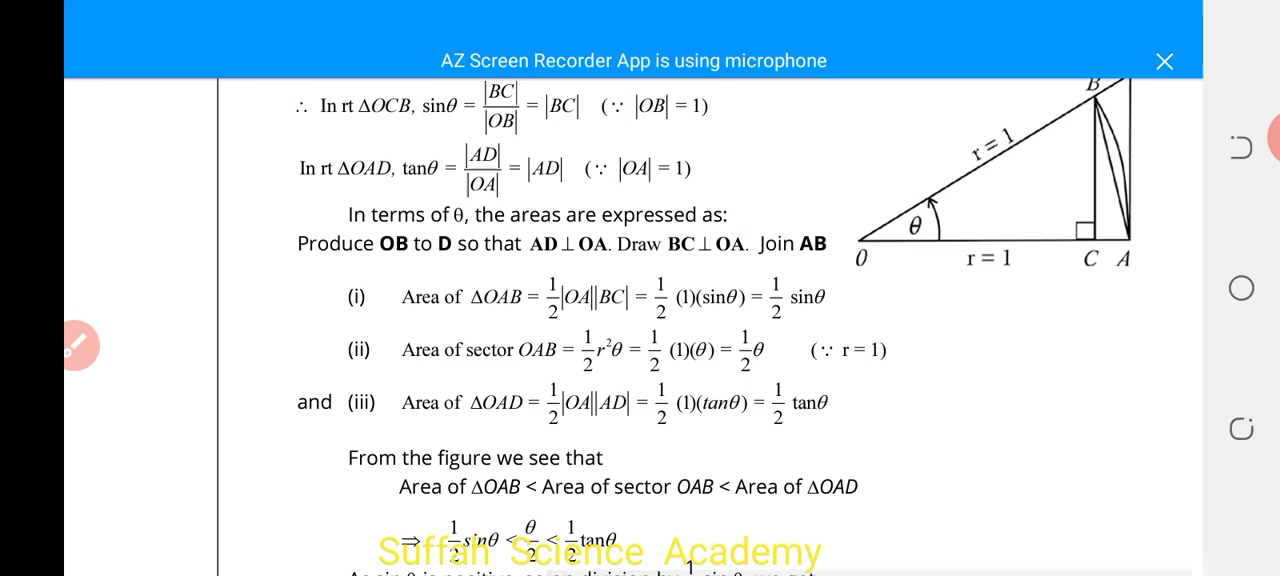 AZ Screen Recorder App is using microphone
∴ In rt ΔOCB, sinθ = |BC|/|OB| = |BC| (∵ |OB| = 1)
In rt ΔOAD, tanθ = |AD|/|OA| = |AD| (∵ |OA| = 1)
In terms of θ, the areas are expressed as:
Produce OB to D so that AD ⊥ OA. Draw BC ⊥ OA. Join AB
B
r = 1
θ
O
r = 1
C A
(i) Area of ΔOAB = 1/2|OA||BC| = 1/2 (1)(sinθ) = 1/2 sinθ
(ii) Area of sector OAB = 1/2r²θ = 1/2 (1)(θ) = 1/2θ (∵ r = 1)
and (iii) Area of ΔOAD = 1/2|OA||AD| = 1/2 (1)(tanθ) = 1/2 tanθ
From the figure we see that
Area of ΔOAB < Area of sector OAB < Area of ΔOAD
⇒ 1/2 sinθ < θ/2 < 1/2 tanθ
Suffah Science Academy